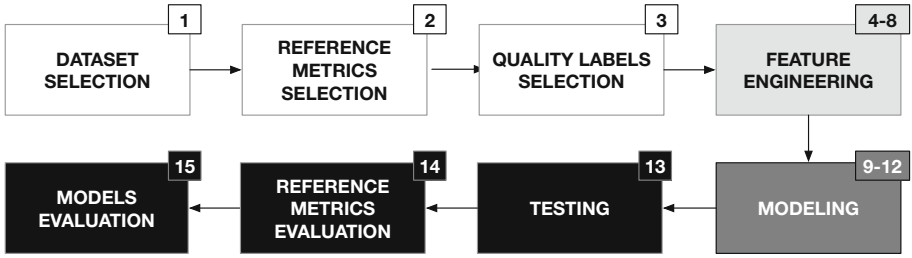 1
DATASET
SELECTION
2
REFERENCE
METRICS
SELECTION
3
QUALITY LABELS
SELECTION
4-8
FEATURE
ENGINEERING
9-12
MODELING
13
TESTING
14
REFERENCE
METRICS
EVALUATION
15
MODELS
EVALUATION